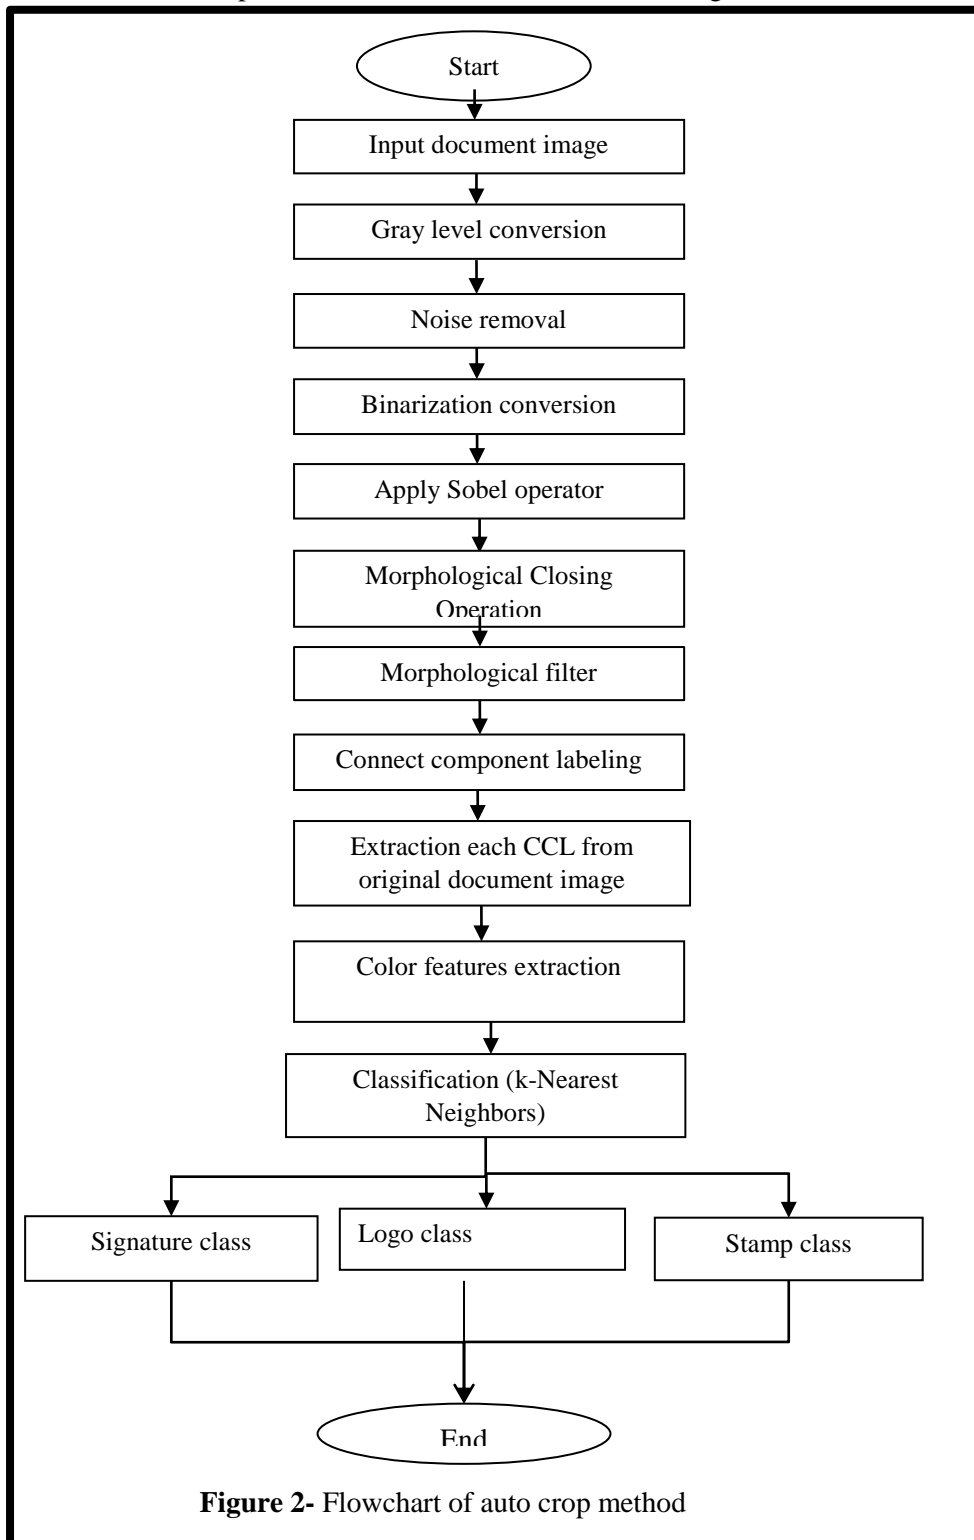 Start
Input document image
Gray level conversion
Noise removal
Binarization conversion
Apply Sobel operator
Morphological Closing
Operation
Morphological filter
Connect component labeling
Extraction each CCL from
original document image
Color features extraction
Classification (k-Nearest
Neighbors)
Signature class
Logo class
Stamp class
End
Figure 2- Flowchart of auto crop method